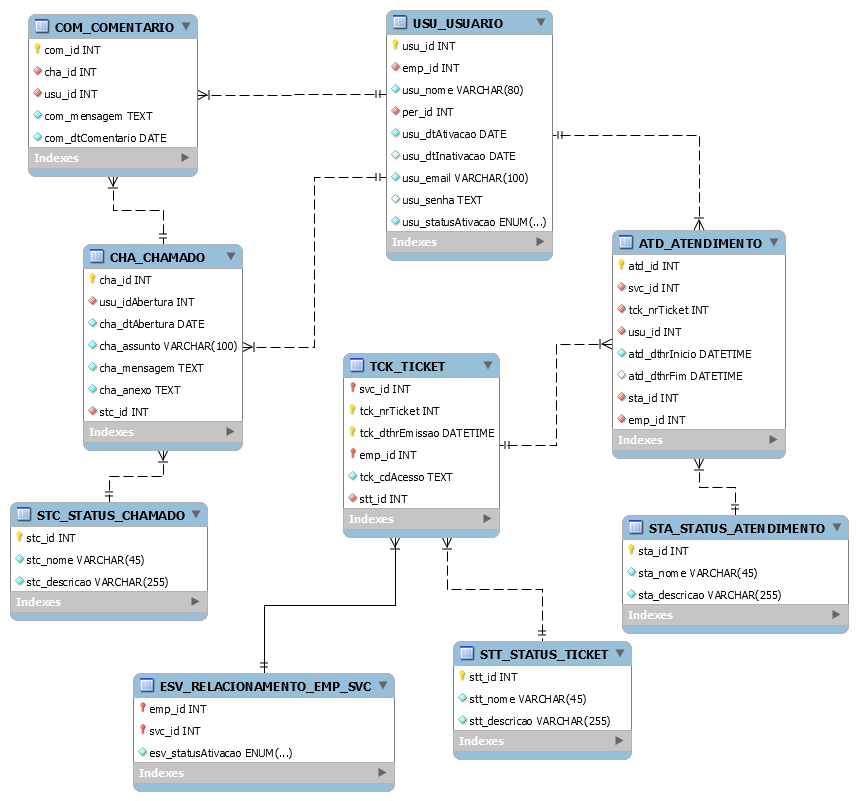 COM_COMENTARIO
com_id INT
cha_id INT
usu_id INT
com_mensagem TEXT
com_dtComentario DATE
Indexes
USU_USUARIO
usu_id INT
emp_id INT
usu_nome VARCHAR(80)
per_id INT
usu_dtAtivacao DATE
usu_dtInativacao DATE
usu_email VARCHAR(100)
usu_senha TEXT
usu_statusAtivacao ENUM(...)
Indexes
CHA_CHAMADO
cha_id INT
usu_idAbertura INT
cha_dtAbertura DATE
cha_assunto VARCHAR(100)
cha_mensagem TEXT
cha_anexo TEXT
stc_id INT
Indexes
ATD_ATENDIMENTO
atd_id INT
svc_id INT
tck_nrTicket INT
usu_id INT
atd_dthrInicio DATETIME
atd_dthrFim DATETIME
sta_id INT
emp_id INT
Indexes
TCK_TICKET
svc_id INT
tck_nrTicket INT
tck_dthrEmissao DATETIME
emp_id INT
tck_cdAcesso TEXT
stt_id INT
Indexes
STC_STATUS_CHAMADO
stc_id INT
stc_nome VARCHAR(45)
stc_descricao VARCHAR(255)
Indexes
STA_STATUS_ATENDIMENTO
sta_id INT
sta_nome VARCHAR(45)
sta_descricao VARCHAR(255)
Indexes
STT_STATUS_TICKET
stt_id INT
stt_nome VARCHAR(45)
stt_descricao VARCHAR(255)
Indexes
ESV_RELACIONAMENTO_EMP_SVC
emp_id INT
svc_id INT
esv_statusAtivacao ENUM(...)
Indexes